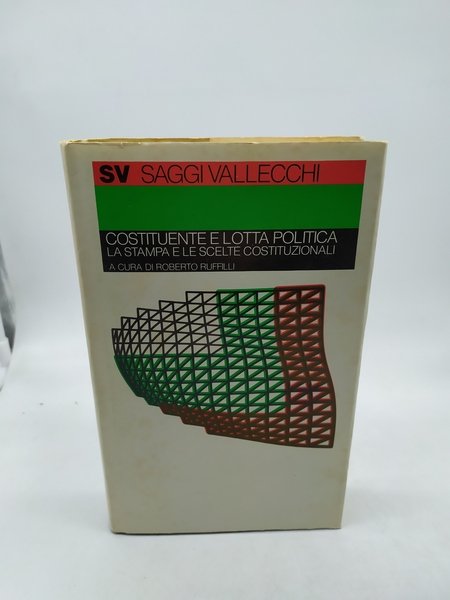 SV SAGGI VALLECCHI
COSTITUENTE E LOTTA POLITICA
LA STAMPA E LE SCELTE COSTITUZIONALI
A CURA DI ROBERTO RUFFILLI